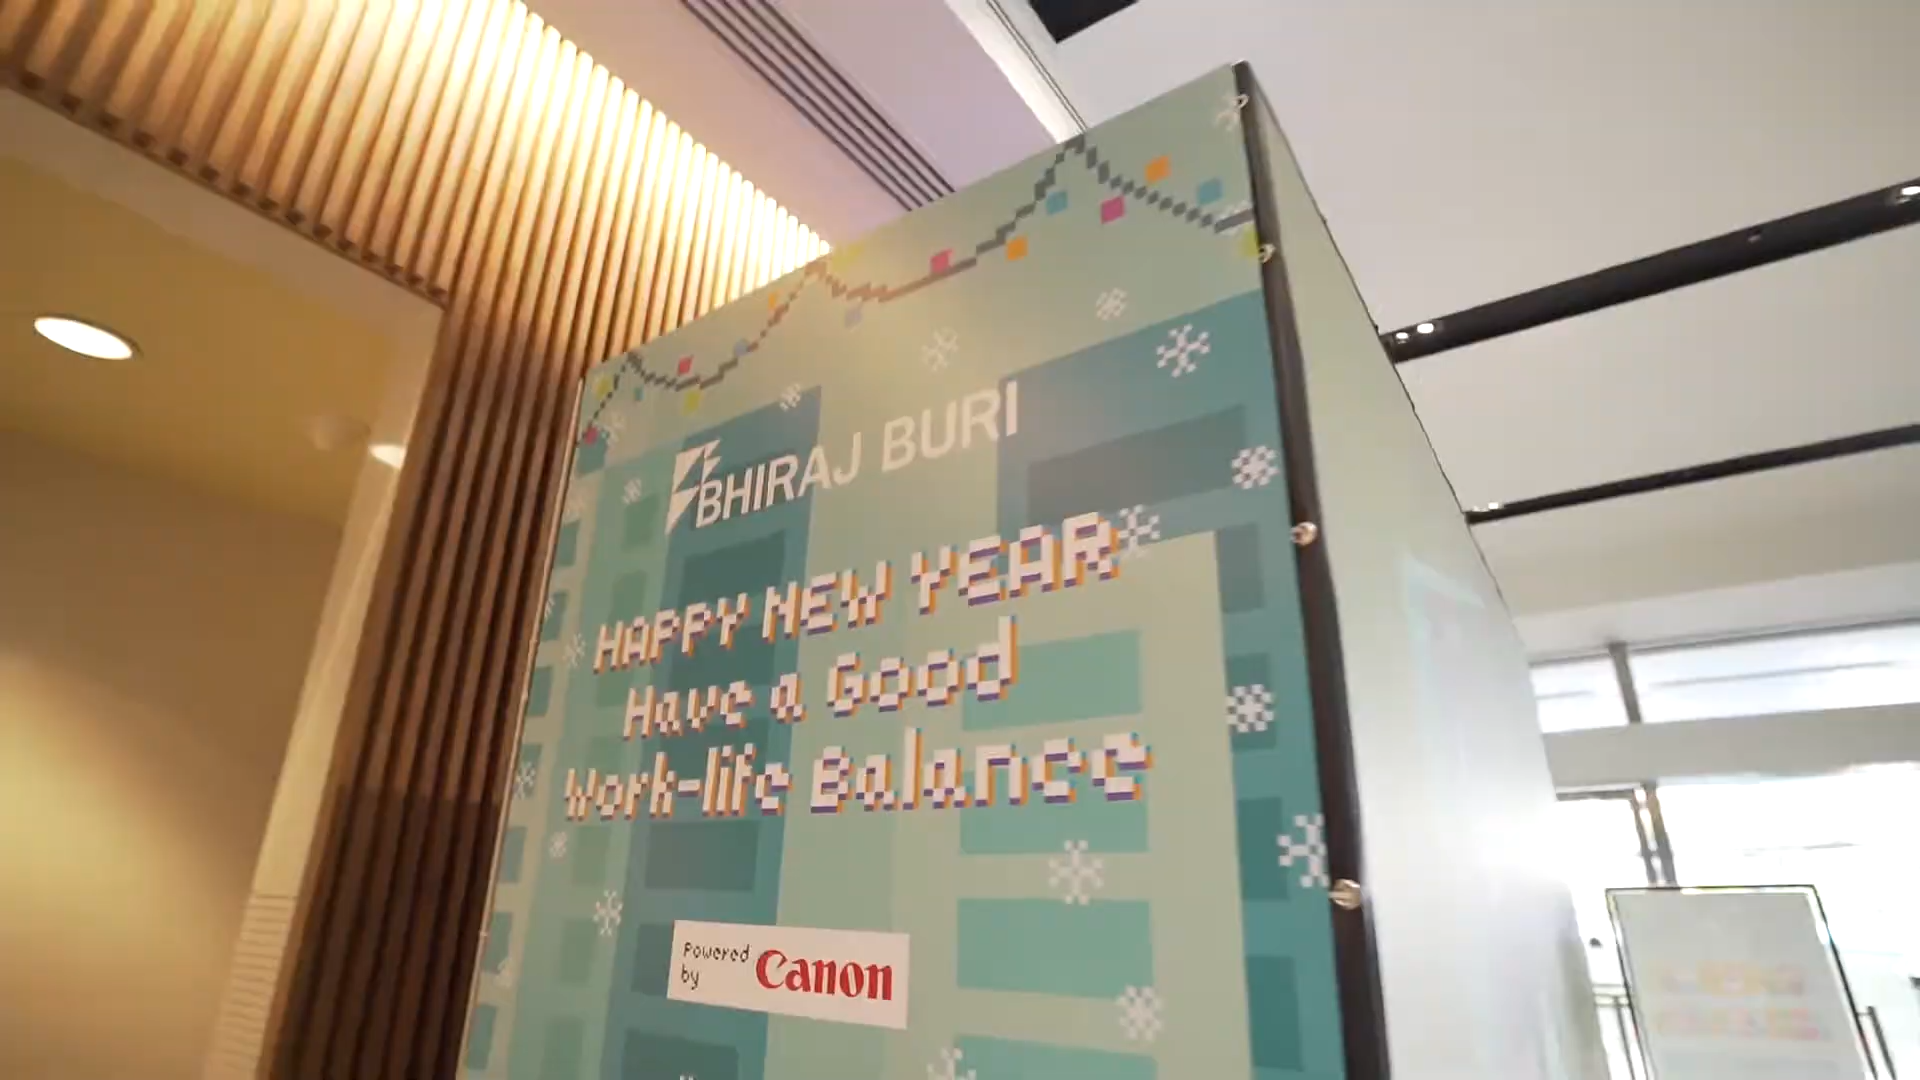 BHIRAJ BURI
HAPPY NEW YEAR
Have a Good
Work-life Balance
Powered
by
Canon